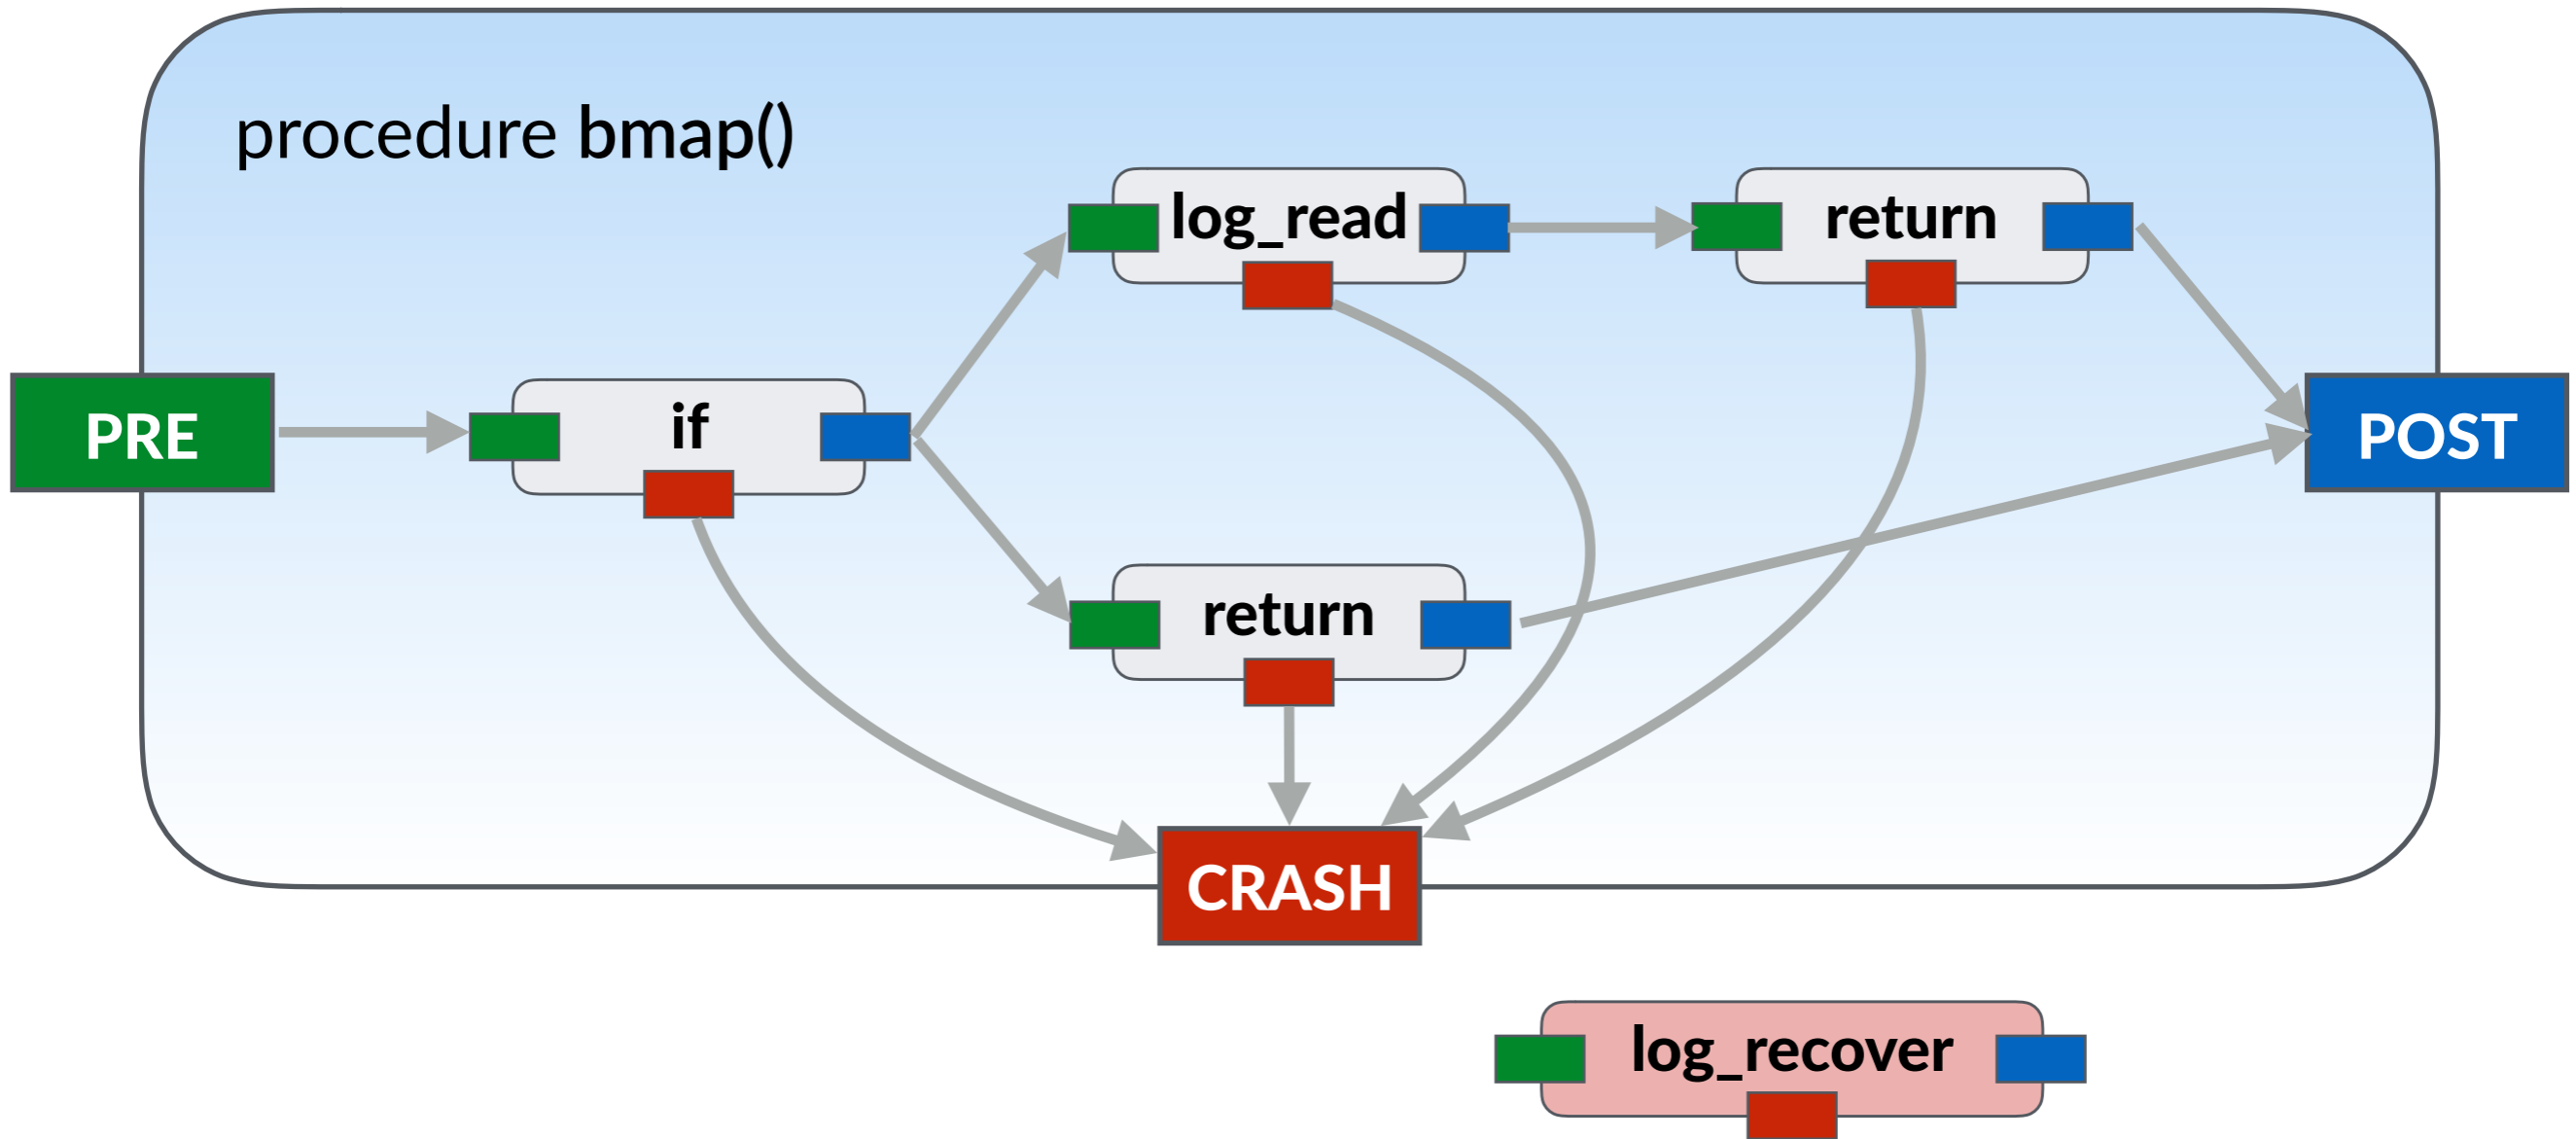 procedure bmap()
log_read
return
PRE
if
POST
return
CRASH
log_recover